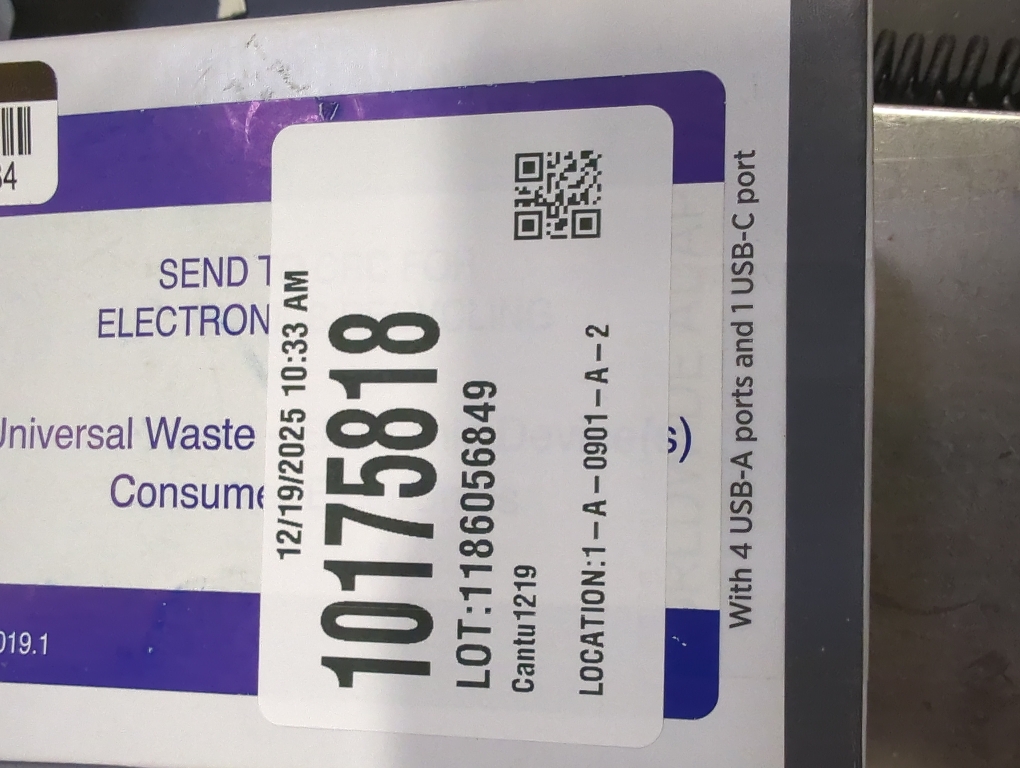 34
SEND T
ELECTRON
Universal Waste
s)
Consume
019.1
12/19/2025 10:33 AM
10175818
LOT:1186056849
Cantu1219
LOCATION:1-A-0901-A-2
With 4 USB-A ports and 1 USB-C port